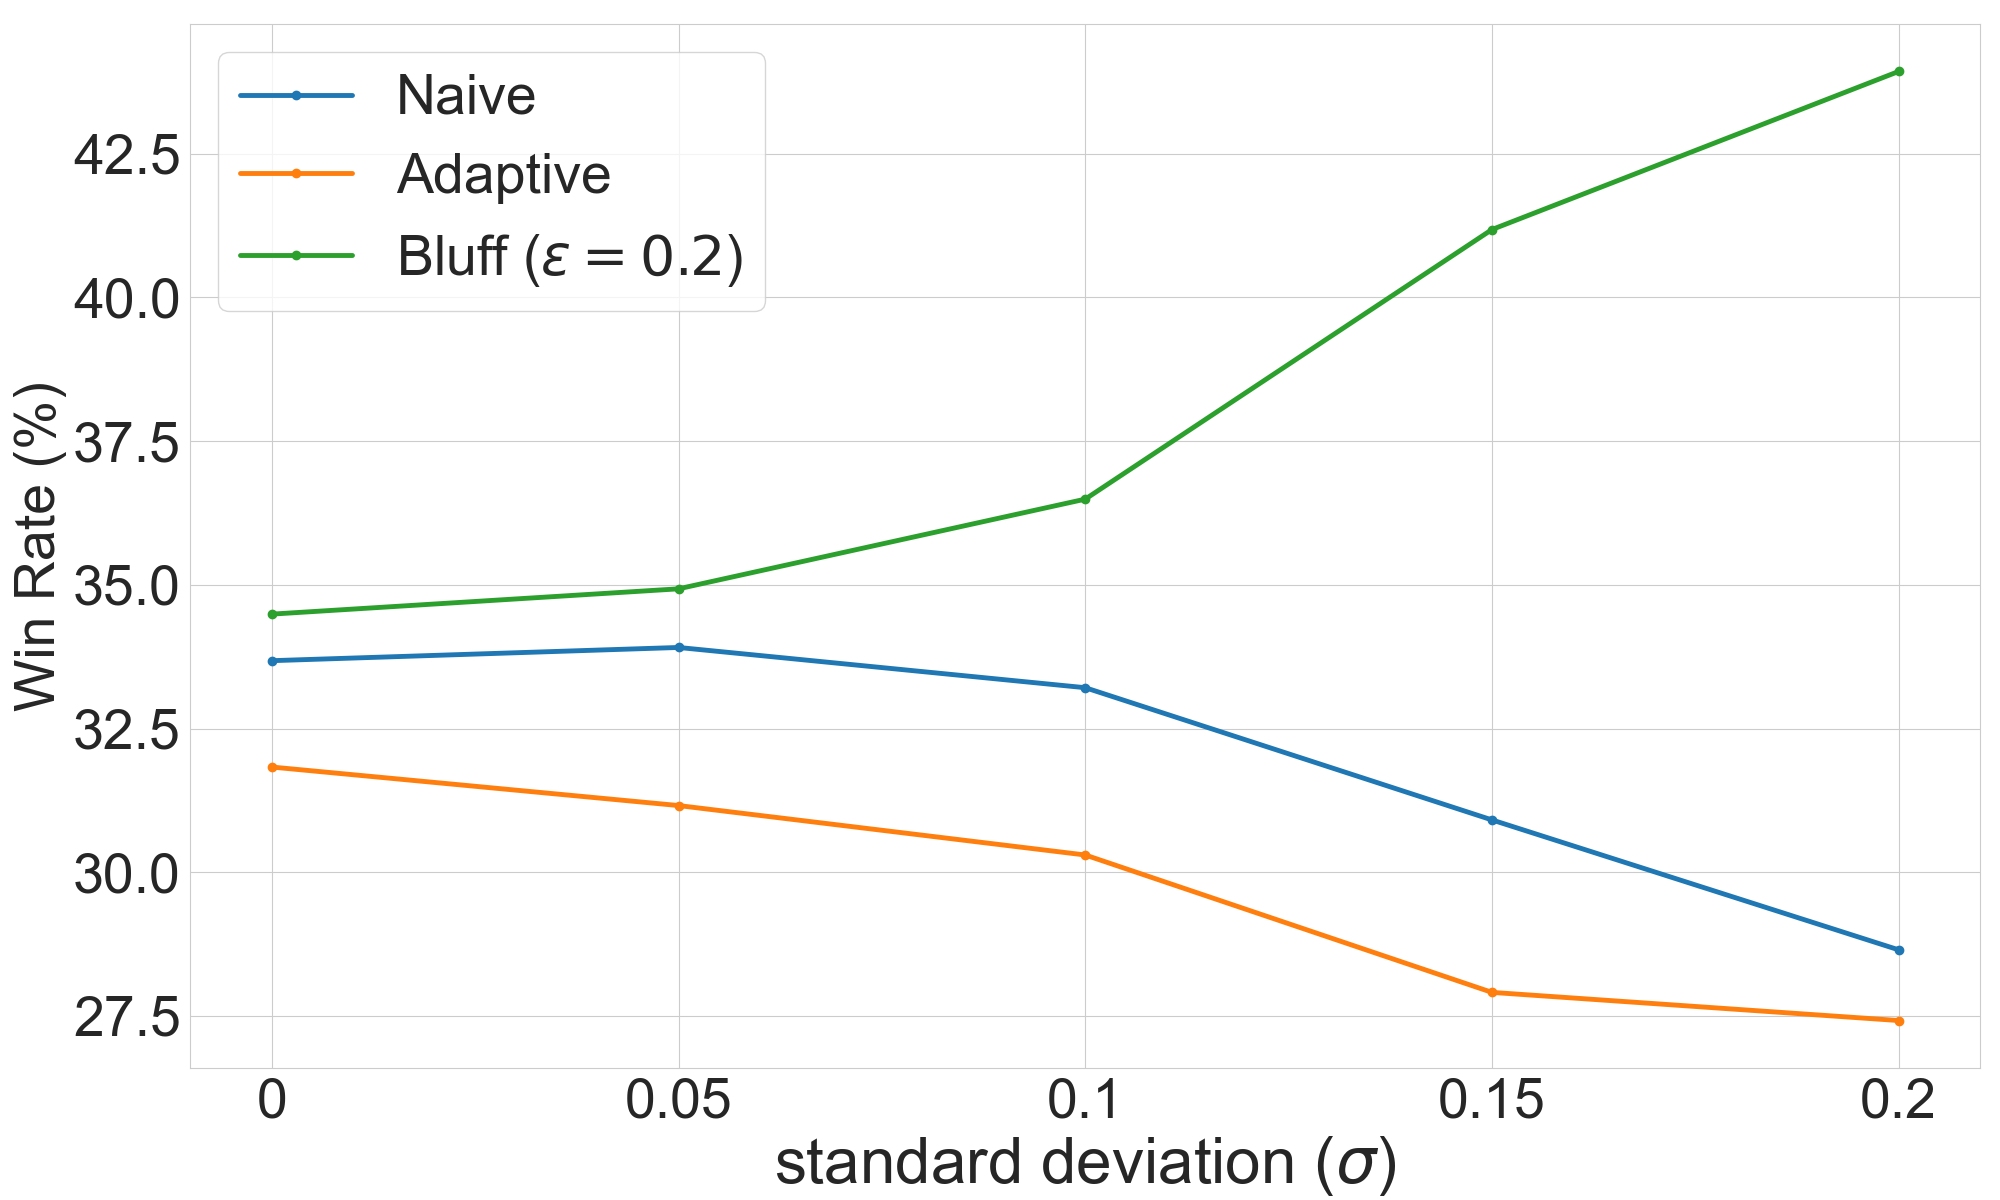 Naive
Adaptive
Bluff (ε = 0.2)
Win Rate (%)
42.5
40.0
37.5
35.0
32.5
30.0
27.5
0 0.05 0.1 0.15 0.2
standard deviation (σ)